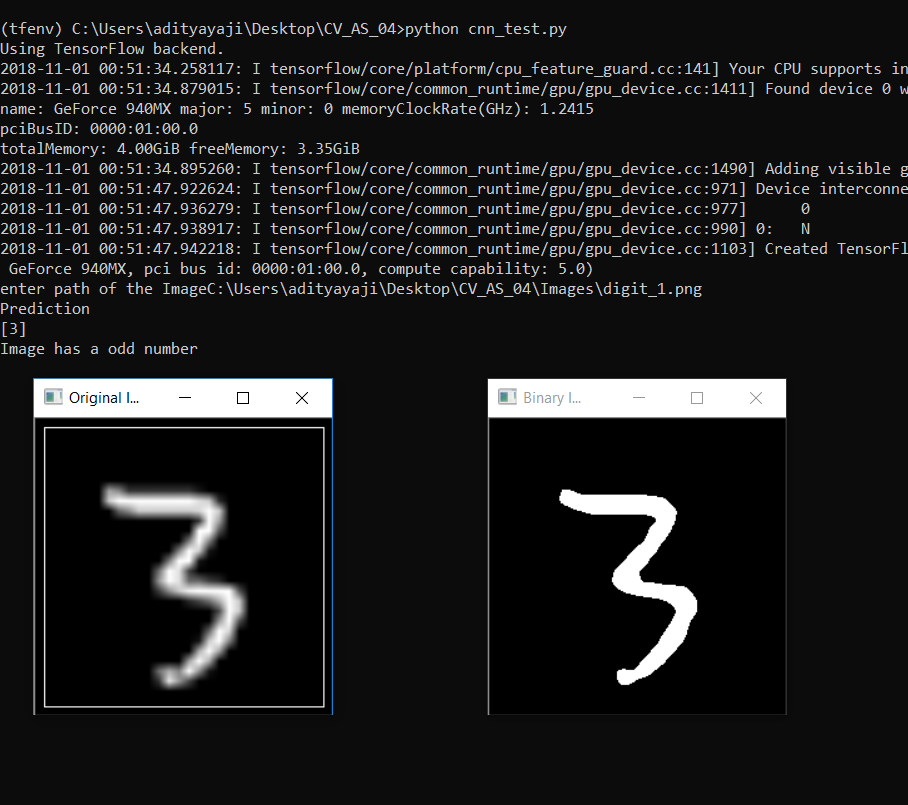 (tfenv) C:\Users\adityayaji\Desktop\CV_AS_04>python cnn_test.py
Using TensorFlow backend.
2018-11-01 00:51:34.258117: I tensorflow/core/platform/cpu_feature_guard.cc:141] Your CPU supports in
2018-11-01 00:51:34.879015: I tensorflow/core/common_runtime/gpu/gpu_device.cc:1411] Found device 0 w
name: GeForce 940MX major: 5 minor: 0 memoryClockRate(GHz): 1.2415
pciBusID: 0000:01:00.0
totalMemory: 4.00GiB freeMemory: 3.35GiB
2018-11-01 00:51:34.895260: I tensorflow/core/common_runtime/gpu/gpu_device.cc:1490] Adding visible g
2018-11-01 00:51:47.922624: I tensorflow/core/common_runtime/gpu/gpu_device.cc:971] Device interconne
2018-11-01 00:51:47.936279: I tensorflow/core/common_runtime/gpu/gpu_device.cc:977]      0
2018-11-01 00:51:47.938917: I tensorflow/core/common_runtime/gpu/gpu_device.cc:990] 0:   N
2018-11-01 00:51:47.942218: I tensorflow/core/common_runtime/gpu/gpu_device.cc:1103] Created TensorFl
 GeForce 940MX, pci bus id: 0000:01:00.0, compute capability: 5.0)
enter path of the ImageC:\Users\adityayaji\Desktop\CV_AS_04\Images\digit_1.png
Prediction
[3]
Image has a odd number
Original I...
Binary I...
3
3